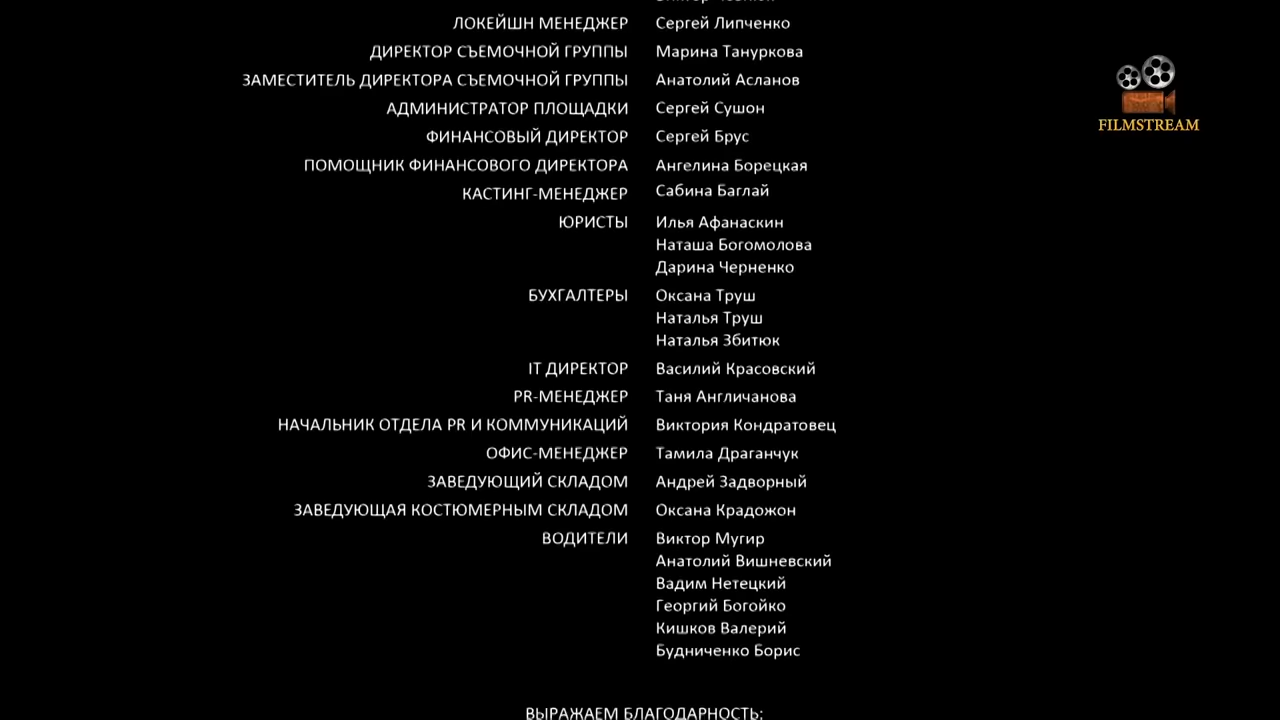 ЛОКЕЙШН МЕНЕДЖЕР Сергей Липченко
ДИРЕКТОР СЪЕМОЧНОЙ ГРУППЫ Марина Тануркова
ЗАМЕСТИТЕЛЬ ДИРЕКТОРА СЪЕМОЧНОЙ ГРУППЫ Анатолий Асланов
АДМИНИСТРАТОР ПЛОЩАДКИ Сергей Сушон
ФИНАНСОВЫЙ ДИРЕКТОР Сергей Брус
ПОМОЩНИК ФИНАНСОВОГО ДИРЕКТОРА Ангелина Борецкая
КАСТИНГ-МЕНЕДЖЕР Сабина Баглай
ЮРИСТЫ Илья Афанаскин
Наташа Богомолова
Дарина Черненко
БУХГАЛТЕРЫ Оксана Труш
Наталья Труш
Наталья Збитюк
IT ДИРЕКТОР Василий Красовский
PR-МЕНЕДЖЕР Таня Англичанова
НАЧАЛЬНИК ОТДЕЛА PR И КОММУНИКАЦИЙ Виктория Кондратовец
ОФИС-МЕНЕДЖЕР Тамила Драганчук
ЗАВЕДУЮЩИЙ СКЛАДОМ Андрей Задворный
ЗАВЕДУЮЩАЯ КОСТЮМЕРНЫМ СКЛАДОМ Оксана Крадожон
ВОДИТЕЛИ Виктор Мугир
Анатолий Вишневский
Вадим Нетецкий
Георгий Богойко
Кишков Валерий
Будниченко Борис
ВЫРАЖАЕМ БЛАГОДАРНОСТЬ:
FILMSTREAM